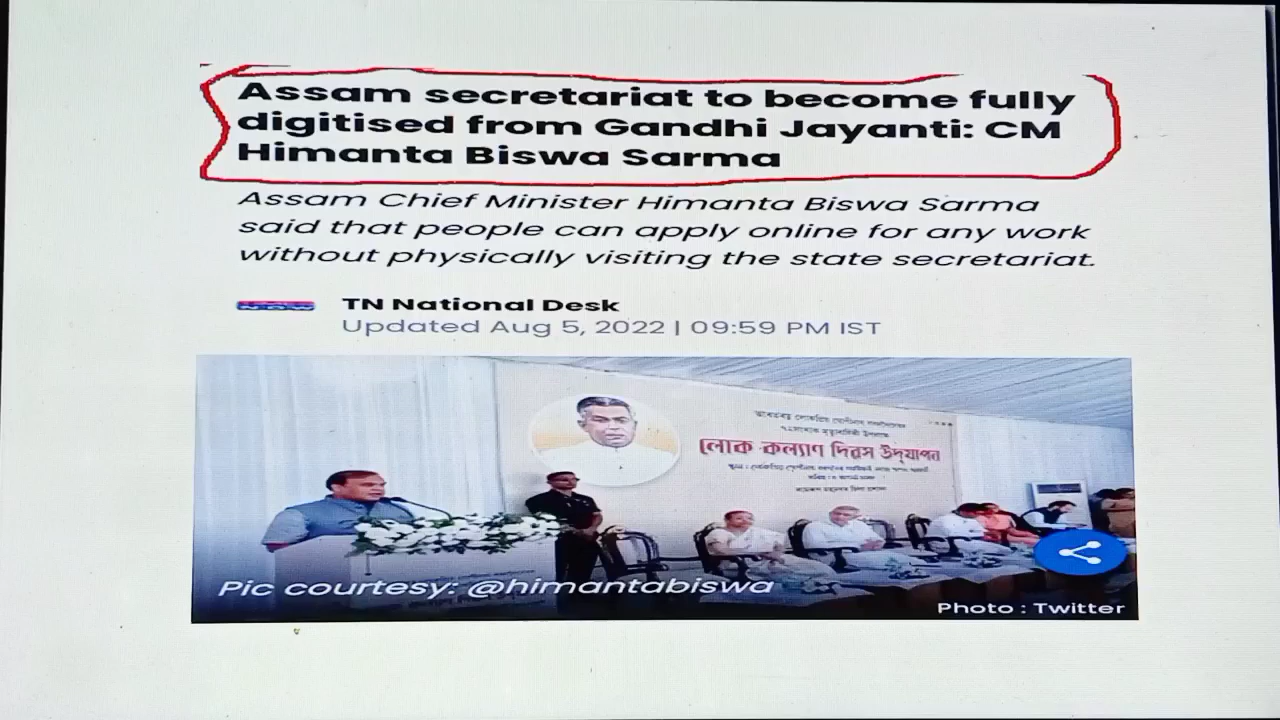 Assam secretariat to become fully
digitised from Gandhi Jayanti: CM
Himanta Biswa Sarma
Assam Chief Minister Himanta Biswa Sarma
said that people can apply online for any work
without physically visiting the state secretariat.
TN National Desk
Updated Aug 5, 2022 | 09:59 PM IST
লোক কল্যাণ দিৱস উদ্‌যাপন
Pic courtesy: @himantabiswa
Photo : Twitter